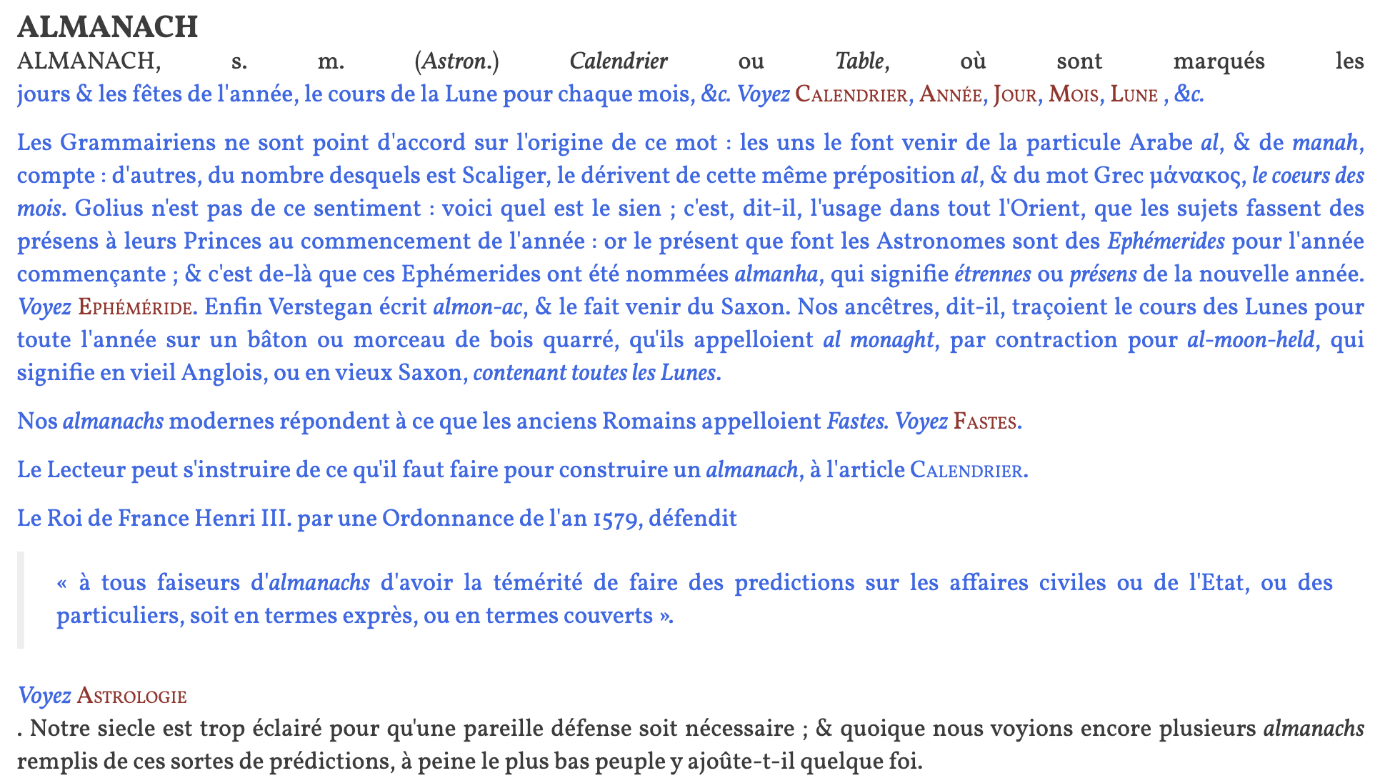 ALMANACH
ALMANACH, s. m. (Astron.) Calendrier ou Table, où sont marqués les
jours & les fêtes de l'année, le cours de la Lune pour chaque mois, &c. Voyez Calendrier, Année, Jour, Mois, Lune , &c.
Les Grammairiens ne sont point d'accord sur l'origine de ce mot : les uns le font venir de la particule Arabe al, & de manah,
compte : d'autres, du nombre desquels est Scaliger, le dérivent de cette même préposition al, & du mot Grec μάνακος, le coeurs des
mois. Golius n'est pas de ce sentiment : voici quel est le sien ; c'est, dit-il, l'usage dans tout l'Orient, que les sujets fassent des
présens à leurs Princes au commencement de l'année : or le présent que font les Astronomes sont des Ephémerides pour l'année
commençante ; & c'est de-là que ces Ephémerides ont été nommées almanha, qui signifie étrennes ou présens de la nouvelle année.
Voyez Ephéméride. Enfin Verstegan écrit almon-ac, & le fait venir du Saxon. Nos ancêtres, dit-il, traçoient le cours des Lunes pour
toute l'année sur un bâton ou morceau de bois quarré, qu'ils appelloient al monaght, par contraction pour al-moon-held, qui
signifie en vieil Anglois, ou en vieux Saxon, contenant toutes les Lunes.
Nos almanachs modernes répondent à ce que les anciens Romains appelloient Fastes. Voyez Fastes.
Le Lecteur peut s'instruire de ce qu'il faut faire pour construire un almanach, à l'article Calendrier.
Le Roi de France Henri III. par une Ordonnance de l'an 1579, défendit
« à tous faiseurs d'almanachs d'avoir la témérité de faire des predictions sur les affaires civiles ou de l'Etat, ou des
particuliers, soit en termes exprès, ou en termes couverts ».
Voyez Astrologie
. Notre siecle est trop éclairé pour qu'une pareille défense soit nécessaire ; & quoique nous voyions encore plusieurs almanachs
remplis de ces sortes de prédictions, à peine le plus bas peuple y ajoûte-t-il quelque foi.